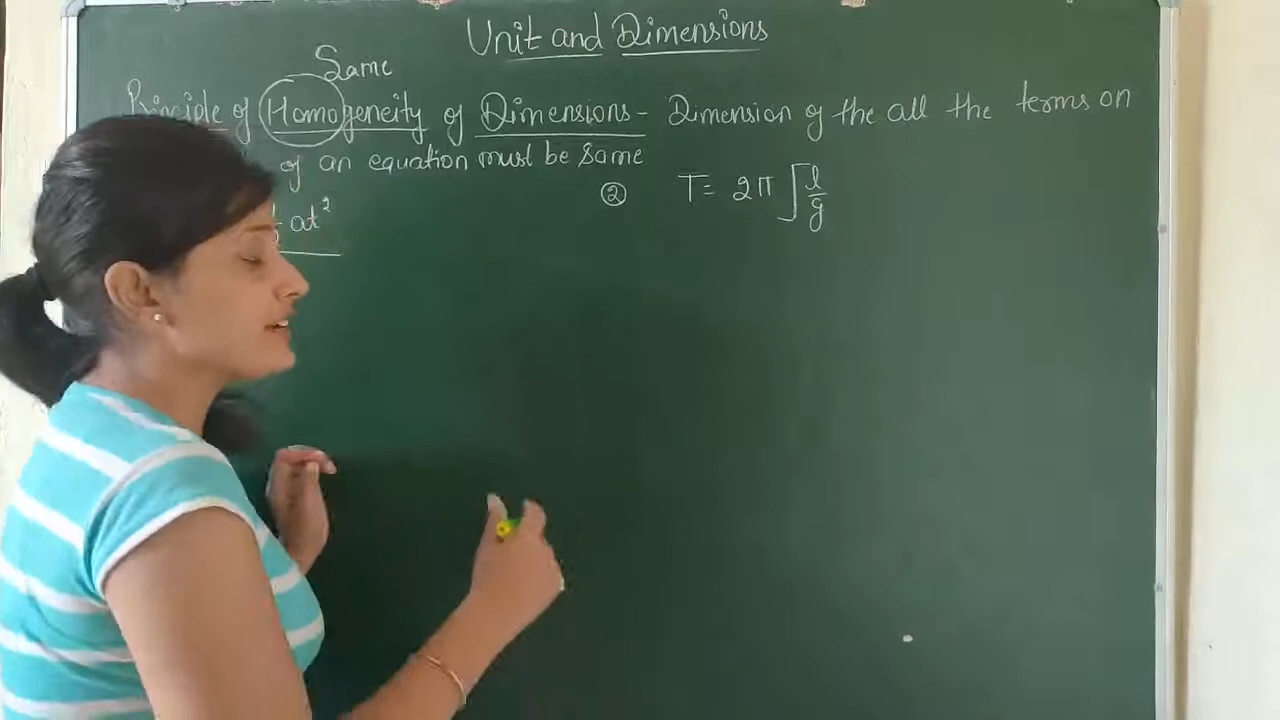 Unit and Dimensions
Same
Principle of Homogeneity of Dimensions - Dimension of the all the terms on
of an equation must be same
at²
② T = 2π √l/g